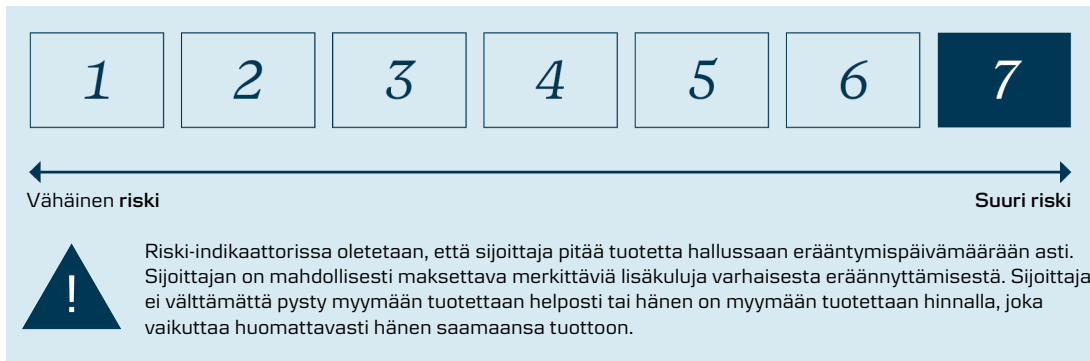 1 2 3 4 5 6 7
Vähäinen riski Suuri riski
Riski-indikaattorissa oletetaan, että sijoittaja pitää tuotetta hallussaan erääntymispäivämäärään asti.
Sijoittajan on mahdollisesti maksettava merkittäviä lisäkuluja varhaisesta eräännyttämisestä. Sijoittaja
ei välttämättä pysty myymään tuotettaan helposti tai hänen on myymään tuotettaan hinnalla, joka
vaikuttaa huomattavasti hänen saamaansa tuottoon.
!